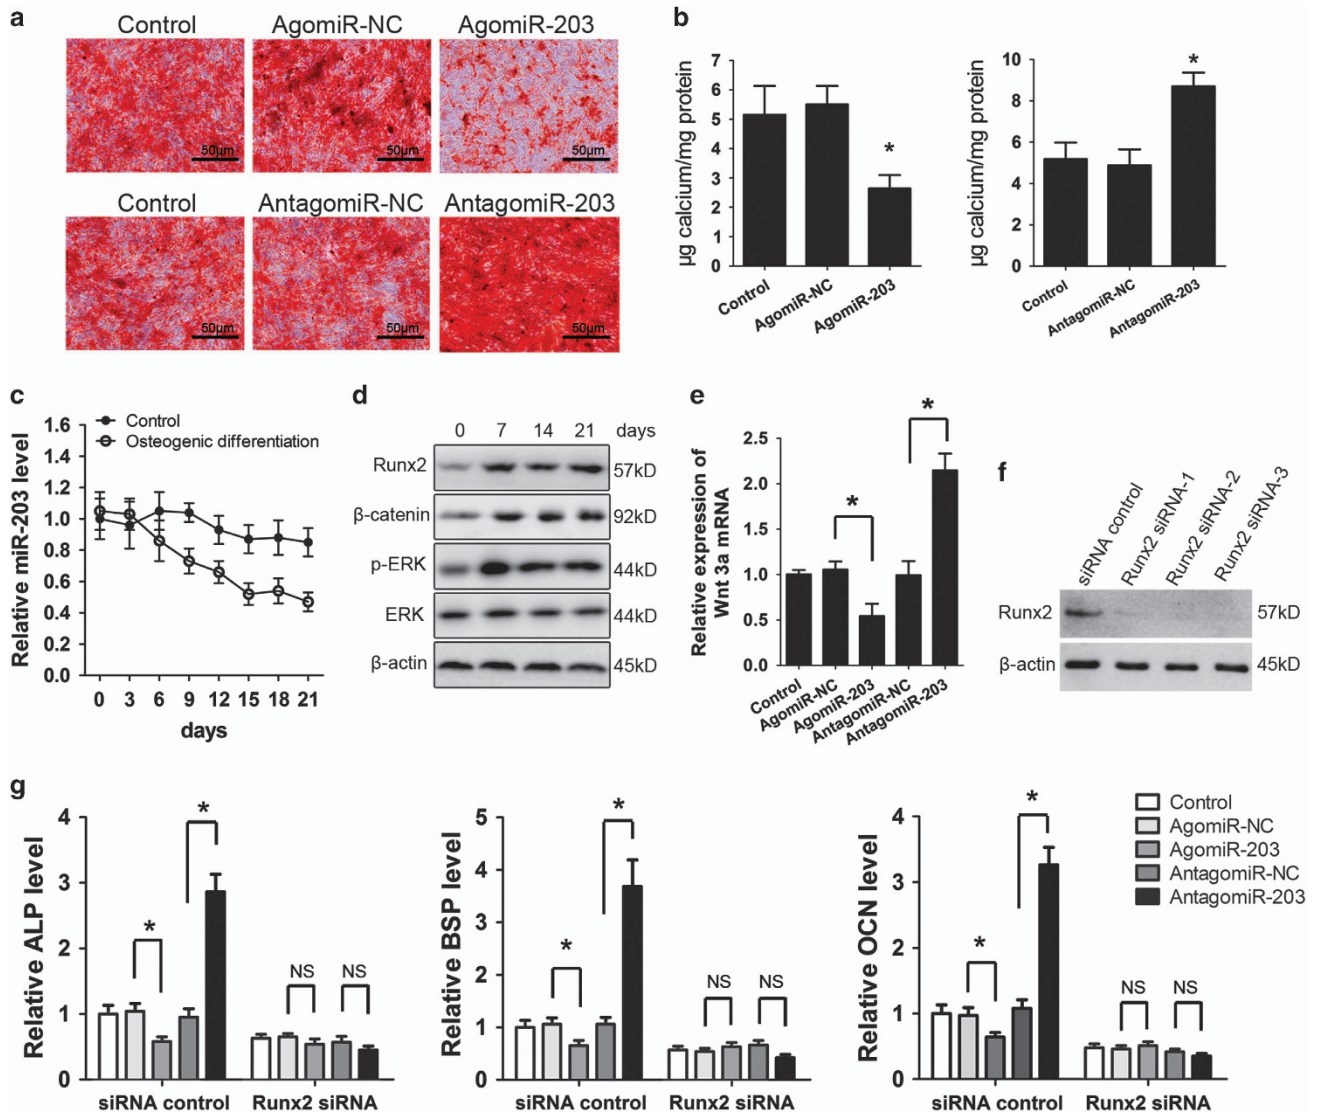 a
Control AgomiR-NC AgomiR-203
50µm 50µm 50µm
Control AntagomiR-NC AntagomiR-203
50µm 50µm 50µm
b
µg calcium/mg protein
7
6
5
4
3
2
1
0
*
Control AgomiR-NC AgomiR-203
µg calcium/mg protein
10
8
6
4
2
0
*
Control AntagomiR-NC AntagomiR-203
c
Control
Osteogenic differentiation
Relative miR-203 level
1.6
1.4
1.2
1.0
0.8
0.6
0.4
0.2
0.0
0 3 6 9 12 15 18 21
days
d
0 7 14 21 days
Runx2 57kD
β-catenin 92kD
p-ERK 44kD
ERK 44kD
β-actin 45kD
e
Relative expression of
Wnt 3a mRNA
2.5
2.0
1.5
1.0
0.5
0.0
* *
Control AgomiR-NC AgomiR-203 AntagomiR-NC AntagomiR-203
f
siRNA control Runx2 siRNA-1 Runx2 siRNA-2 Runx2 siRNA-3
Runx2 57kD
β-actin 45kD
g
Relative ALP level
4
3
2
1
0
* * NS NS
siRNA control Runx2 siRNA
Relative BSP level
5
4
3
2
1
0
* * NS NS
siRNA control Runx2 siRNA
Relative OCN level
4
3
2
1
0
* * NS NS
siRNA control Runx2 siRNA
Control
AgomiR-NC
AgomiR-203
AntagomiR-NC
AntagomiR-203